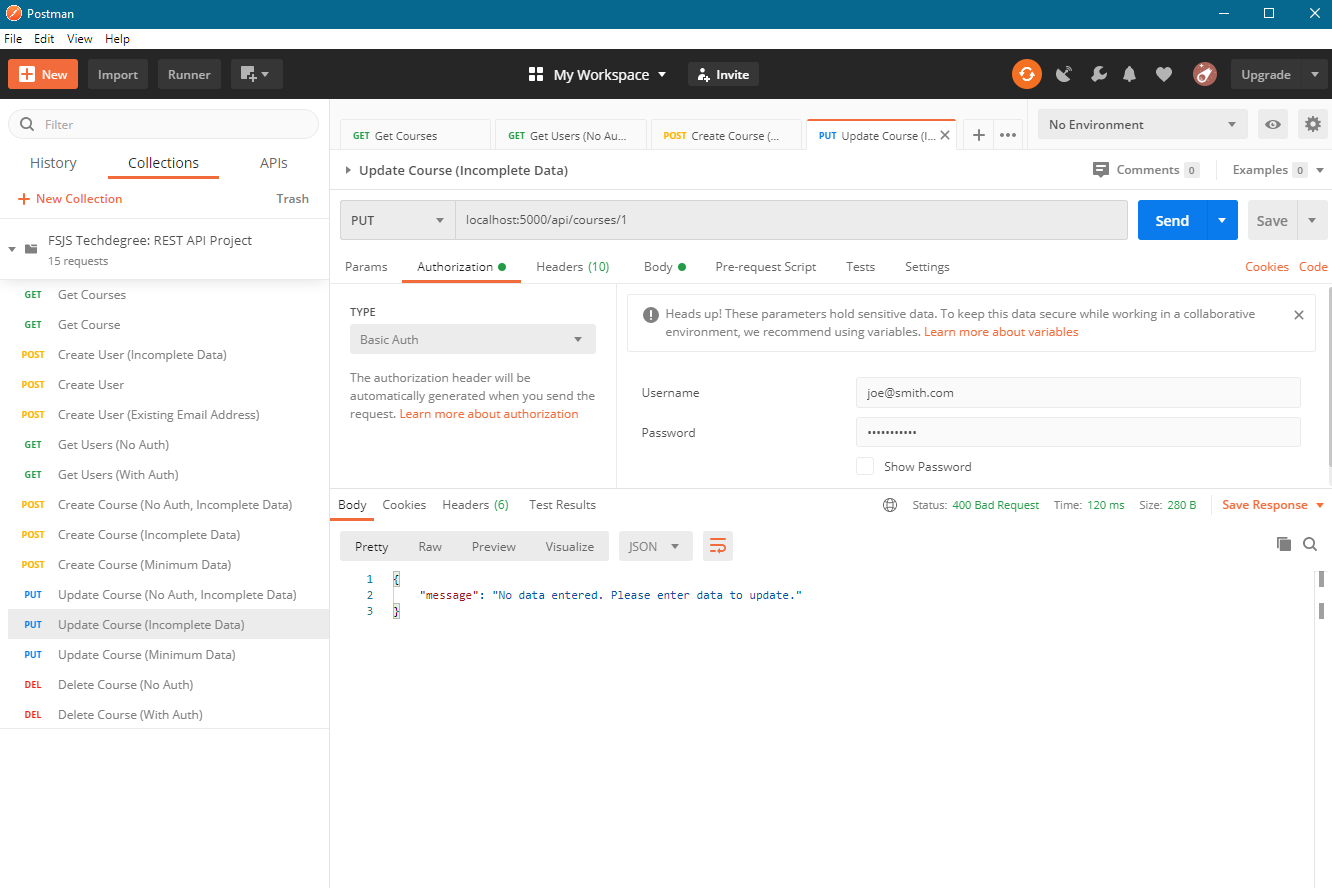 Postman
File Edit View Help
New Import Runner My Workspace Invite Upgrade
Filter
History Collections APIs
New Collection Trash
FSJS Techdegree: REST API Project
15 requests
GET Get Courses
GET Get Course
POST Create User (Incomplete Data)
POST Create User
POST Create User (Existing Email Address)
GET Get Users (No Auth)
GET Get Users (With Auth)
POST Create Course (No Auth, Incomplete Data)
POST Create Course (Incomplete Data)
POST Create Course (Minimum Data)
PUT Update Course (No Auth, Incomplete Data)
PUT Update Course (Incomplete Data)
PUT Update Course (Minimum Data)
DEL Delete Course (No Auth)
DEL Delete Course (With Auth)
GET Get Courses GET Get Users (No Au... POST Create Course (... PUT Update Course (I... No Environment
Update Course (Incomplete Data) Comments 0 Examples 0
PUT localhost:5000/api/courses/1 Send Save
Params Authorization Headers (10) Body Pre-request Script Tests Settings Cookies Code
TYPE
Basic Auth
The authorization header will be
automatically generated when you send the
request. Learn more about authorization
Heads up! These parameters hold sensitive data. To keep this data secure while working in a collaborative
environment, we recommend using variables. Learn more about variables
Username joe@smith.com
Password •••••••••••
Show Password
Body Cookies Headers (6) Test Results Status: 400 Bad Request Time: 120 ms Size: 280 B Save Response
Pretty Raw Preview Visualize JSON
1 {
2 "message": "No data entered. Please enter data to update."
3 }